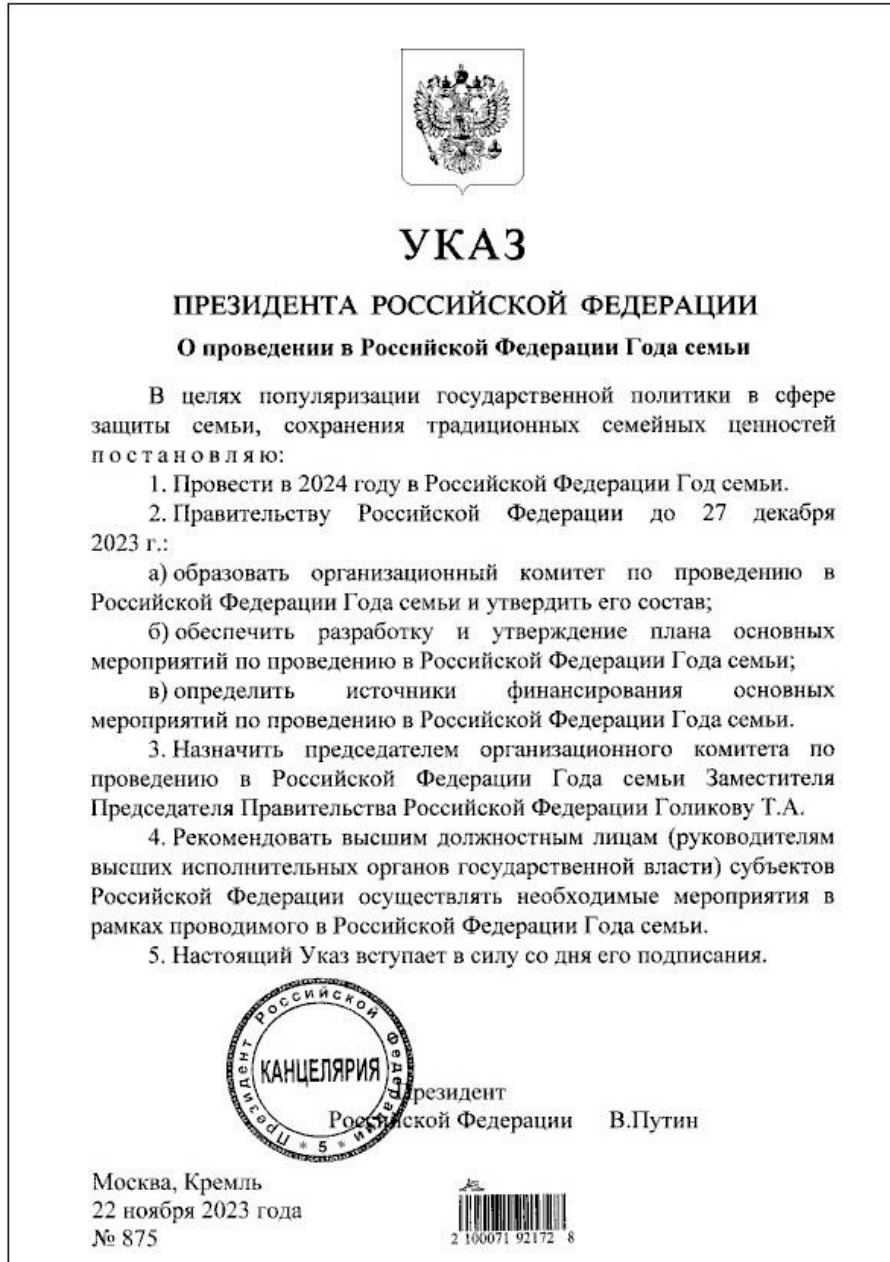 УКАЗ
ПРЕЗИДЕНТА РОССИЙСКОЙ ФЕДЕРАЦИИ
О проведении в Российской Федерации Года семьи
В целях популяризации государственной политики в сфере
защиты семьи, сохранения традиционных семейных ценностей
постановляю:
1. Провести в 2024 году в Российской Федерации Год семьи.
2. Правительству Российской Федерации до 27 декабря
2023 г.:
а) образовать организационный комитет по проведению в
Российской Федерации Года семьи и утвердить его состав;
б) обеспечить разработку и утверждение плана основных
мероприятий по проведению в Российской Федерации Года семьи;
в) определить источники финансирования основных
мероприятий по проведению в Российской Федерации Года семьи.
3. Назначить председателем организационного комитета по
проведению в Российской Федерации Года семьи Заместителя
Председателя Правительства Российской Федерации Голикову Т.А.
4. Рекомендовать высшим должностным лицам (руководителям
высших исполнительных органов государственной власти) субъектов
Российской Федерации осуществлять необходимые мероприятия в
рамках проводимого в Российской Федерации Года семьи.
5. Настоящий Указ вступает в силу со дня его подписания.
Президент Российской Федерации * 5 *
КАНЦЕЛЯРИЯ
Президент
Российской Федерации В.Путин
Москва, Кремль
22 ноября 2023 года
№ 875
2 100071 92172 8